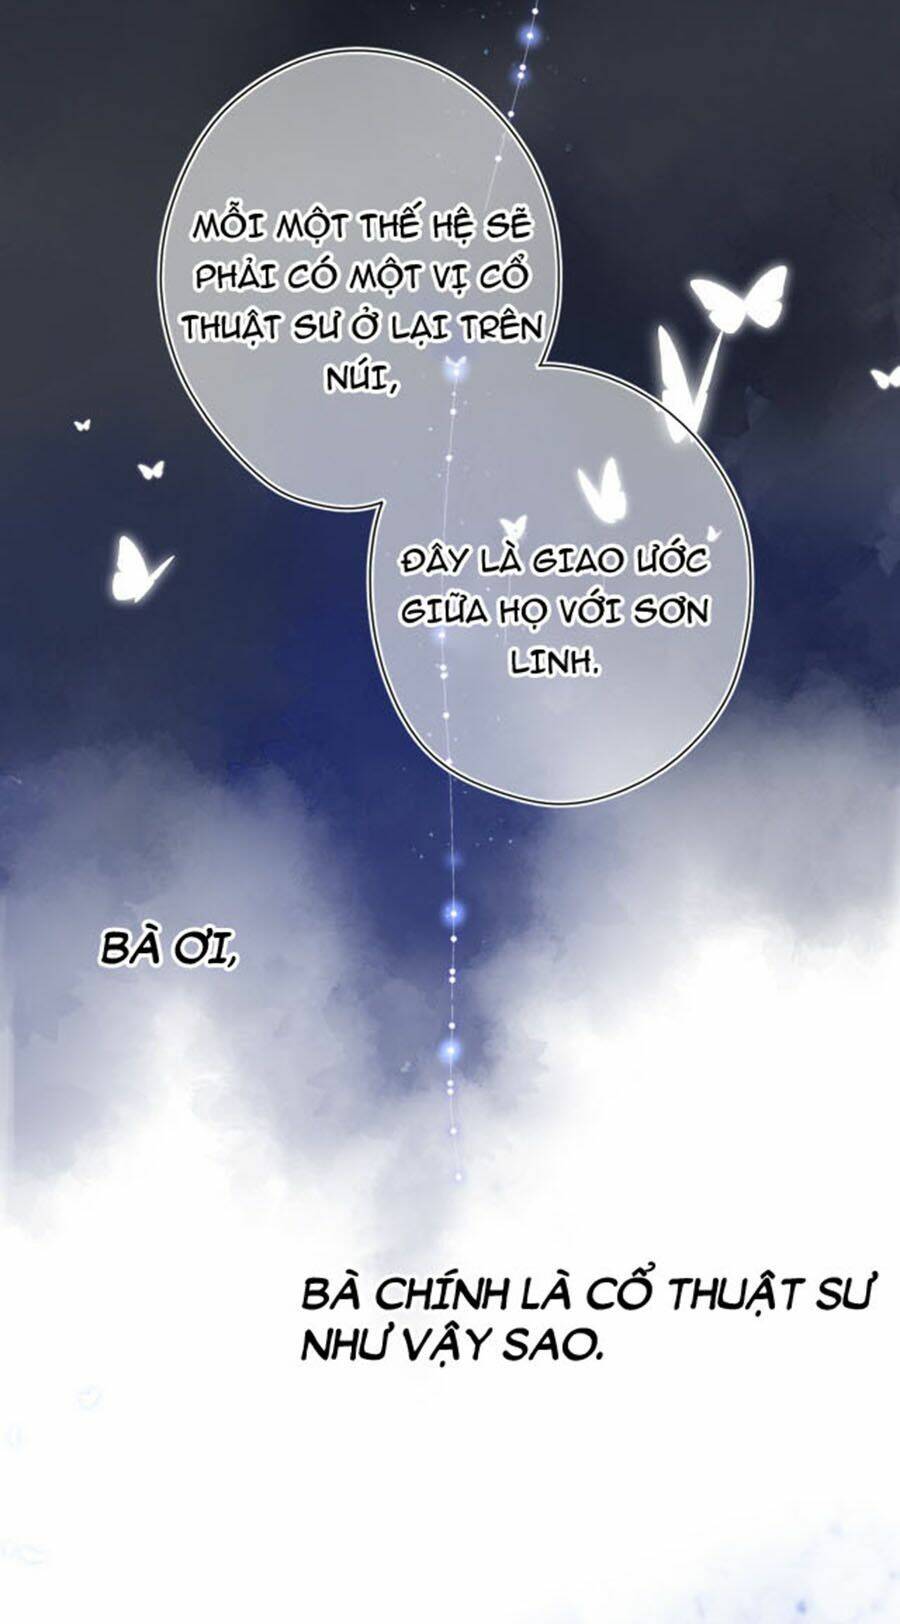 MỖI MỘT THẾ HỆ SẼ
PHẢI CÓ MỘT VỊ CỔ
THUẬT SƯ Ở LẠI TRÊN
NÚI,
ĐÂY LÀ GIAO ƯỚC
GIỮA HỌ VỚI SƠN
LINH.
BÀ ƠI,
BÀ CHÍNH LÀ CỔ THUẬT SƯ
NHƯ VẬY SAO.